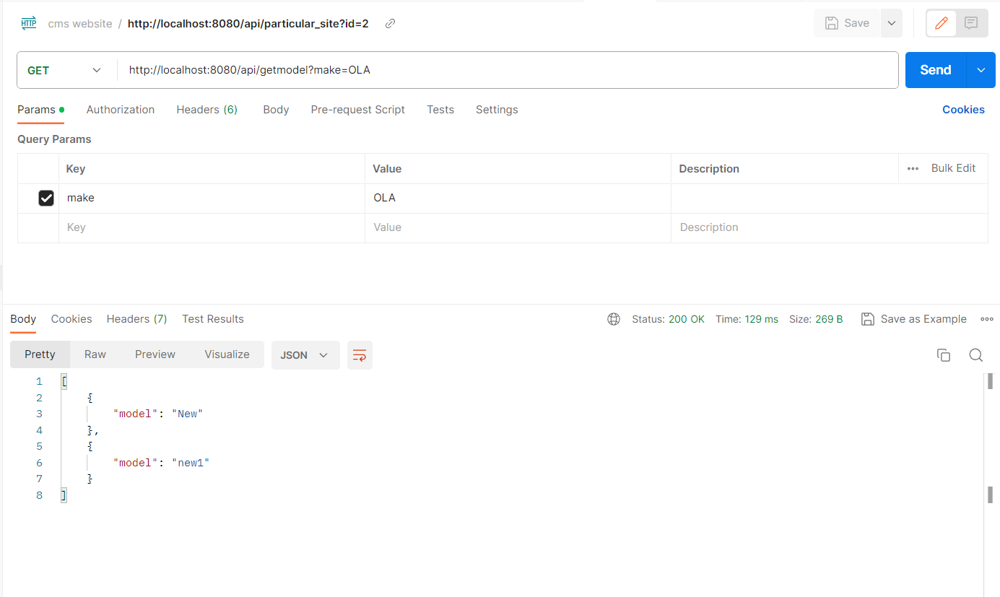 HTTP cms website / http://localhost:8080/api/particular_site?id=2 Save
GET http://localhost:8080/api/getmodel?make=OLA Send
Params Authorization Headers (6) Body Pre-request Script Tests Settings Cookies
Query Params
Key Value Description Bulk Edit
make OLA
Key Value Description
Body Cookies Headers (7) Test Results Status: 200 OK Time: 129 ms Size: 269 B Save as Example
Pretty Raw Preview Visualize JSON
1 [
2 {
3 "model": "New"
4 },
5 {
6 "model": "new1"
7 }
8 ]